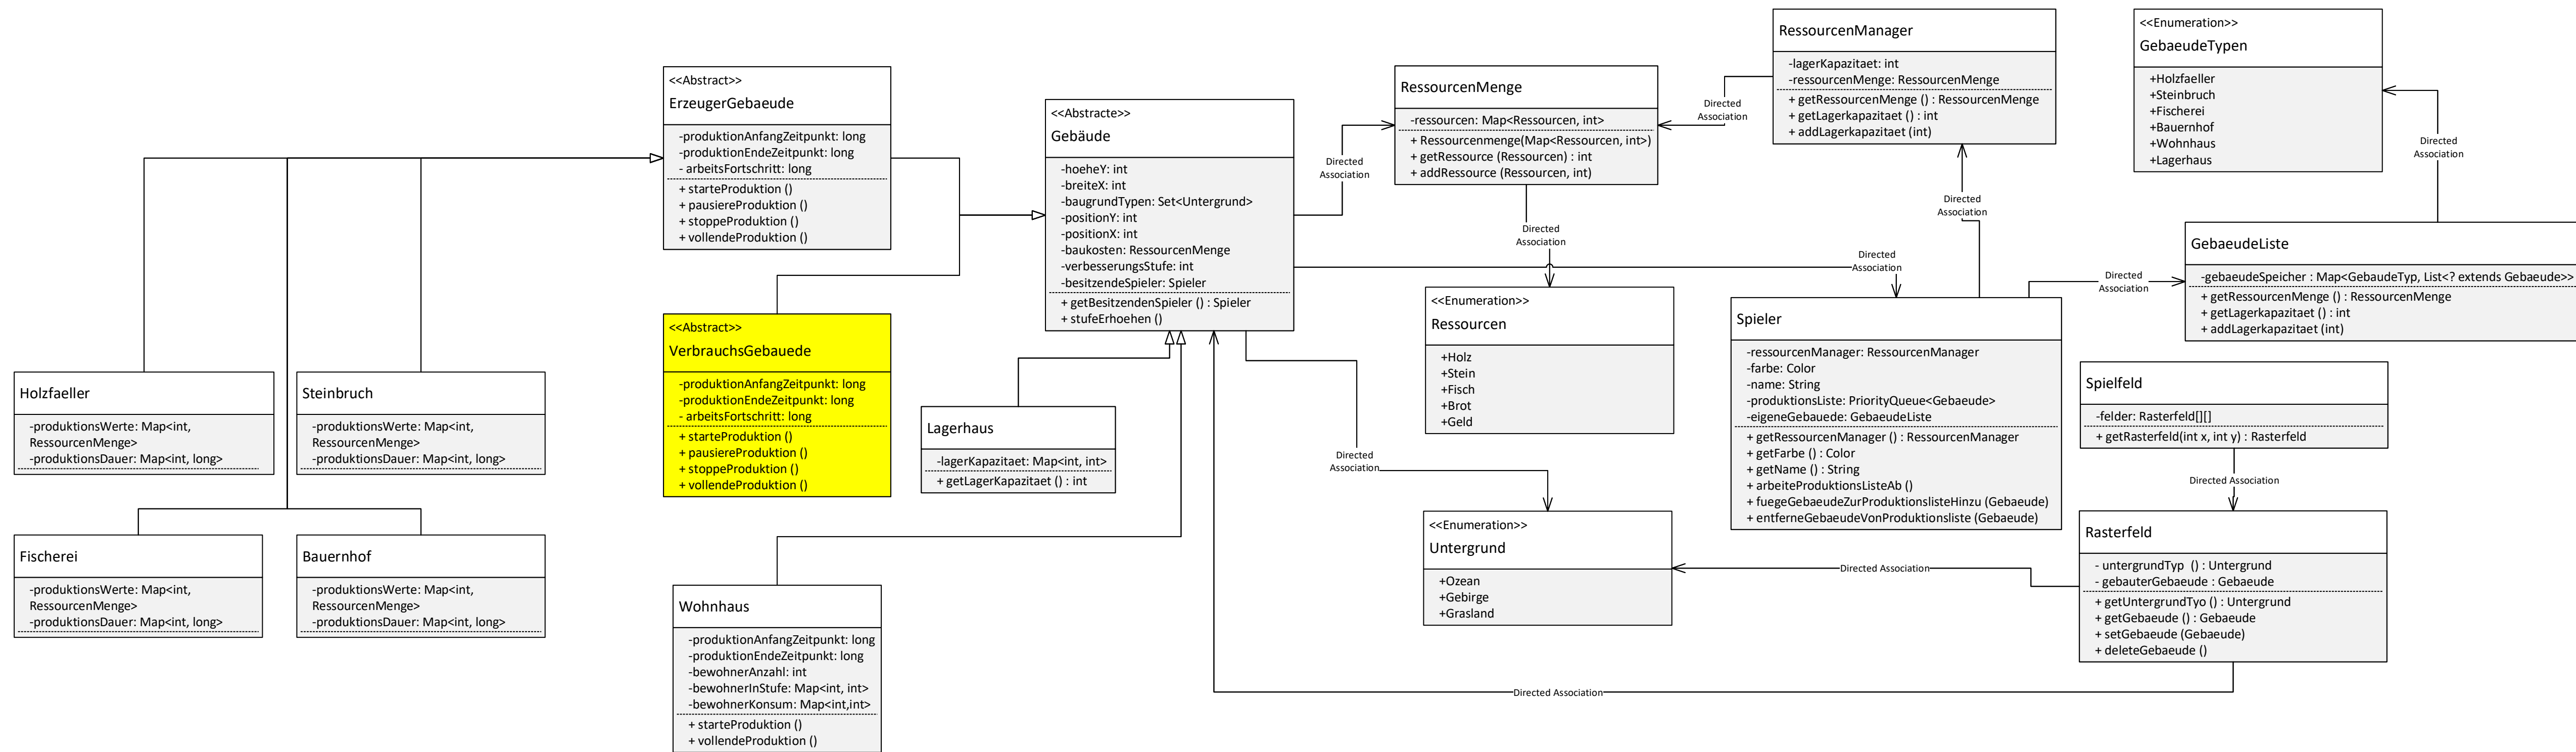 <<Abstract>>
ErzeugerGebaeude
-produktionAnfangZeitpunkt: long
-produktionEndeZeitpunkt: long
- arbeitsFortschritt: long
+ starteProduktion ()
+ pausiereProduktion ()
+ stoppeProduktion ()
+ vollendeProduktion ()
<<Abstract>>
VerbrauchsGebauede
-produktionAnfangZeitpunkt: long
-produktionEndeZeitpunkt: long
- arbeitsFortschritt: long
+ starteProduktion ()
+ pausiereProduktion ()
+ stoppeProduktion ()
+ vollendeProduktion ()
Holzfaeller
-produktionsWerte: Map<int,
RessourcenMenge>
-produktionsDauer: Map<int, long>
Steinbruch
-produktionsWerte: Map<int,
RessourcenMenge>
-produktionsDauer: Map<int, long>
Fischerei
-produktionsWerte: Map<int,
RessourcenMenge>
-produktionsDauer: Map<int, long>
Bauernhof
-produktionsWerte: Map<int,
RessourcenMenge>
-produktionsDauer: Map<int, long>
<<Abstracte>>
Gebäude
-hoeheY: int
-breiteX: int
-baugrundTypen: Set<Untergrund>
-positionY: int
-positionX: int
-baukosten: RessourcenMenge
-verbesserungsStufe: int
-besitzendeSpieler: Spieler
+ getBesitzendenSpieler () : Spieler
+ stufeErhoehen ()
Lagerhaus
-lagerKapazitaet: Map<int, int>
+ getLagerKapazitaet () : int
Wohnhaus
-produktionAnfangZeitpunkt: long
-produktionEndeZeitpunkt: long
-bewohnerAnzahl: int
-bewohnerInStufe: Map<int, int>
-bewohnerKonsum: Map<int,int>
+ starteProduktion ()
+ vollendeProduktion ()
Directed
Association
RessourcenMenge
-ressourcen: Map<Ressourcen, int>
+ Ressourcenmenge(Map<Ressourcen, int>)
+ getRessource (Ressourcen) : int
+ addRessource (Ressourcen, int)
Directed
Association
<<Enumeration>>
Ressourcen
+Holz
+Stein
+Fisch
+Brot
+Geld
Directed
Association
<<Enumeration>>
Untergrund
+Ozean
+Gebirge
+Grasland
Directed
Association
RessourcenManager
-lagerKapazitaet: int
-ressourcenMenge: RessourcenMenge
+ getRessourcenMenge () : RessourcenMenge
+ getLagerkapazitaet () : int
+ addLagerkapazitaet (int)
Directed
Association
Directed
Association
Spieler
-ressourcenManager: RessourcenManager
-farbe: Color
-name: String
-produktionsListe: PriorityQueue<Gebaude>
-eigeneGebauede: GebaeudeListe
+ getRessourcenManager () : RessourcenManager
+ getFarbe () : Color
+ getName () : String
+ arbeiteProduktionsListeAb ()
+ fuegeGebaeudeZurProduktionslisteHinzu (Gebaeude)
+ entferneGebaeudeVonProduktionsliste (Gebaeude)
Directed
Association
<<Enumeration>>
GebaeudeTypen
+Holzfaeller
+Steinbruch
+Fischerei
+Bauernhof
+Wohnhaus
+Lagerhaus
Directed
Association
GebaeudeListe
-gebaeudeSpeicher : Map<GebaudeTyp, List<? extends Gebaeude>>
+ getRessourcenMenge () : RessourcenMenge
+ getLagerkapazitaet () : int
+ addLagerkapazitaet (int)
Spielfeld
-felder: Rasterfeld[][]
+ getRasterfeld(int x, int y) : Rasterfeld
Directed Association
Rasterfeld
- untergrundTyp () : Untergrund
- gebauterGebaeude : Gebaeude
+ getUntergrundTyo () : Untergrund
+ getGebaeude () : Gebaeude
+ setGebaeude (Gebaeude)
+ deleteGebaeude ()
Directed Association
Directed Association